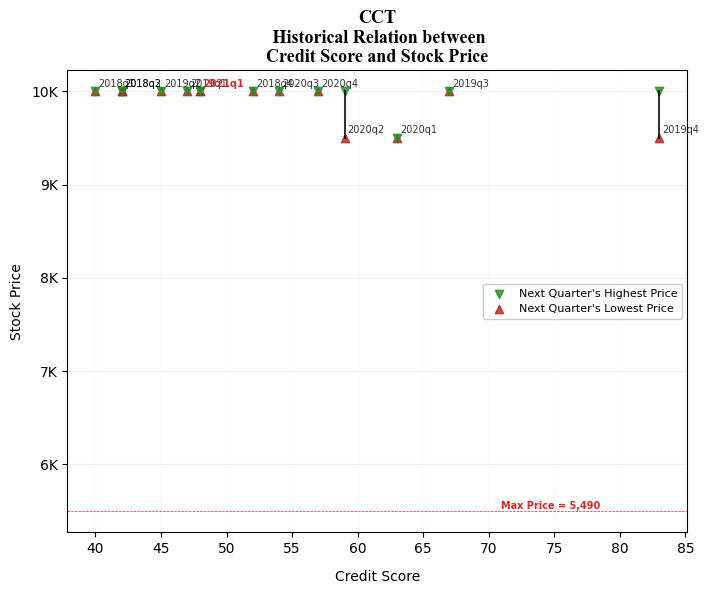 CCT
Historical Relation between
Credit Score and Stock Price
10K
9K
8K
7K
6K
Stock Price
2019q2
2021q1
2018q4
2020q3
2020q4
2019q3
2020q2
2020q1
2019q4
Next Quarter's Highest Price
Next Quarter's Lowest Price
Max Price = 5,490
40 45 50 55 60 65 70 75 80 85
Credit Score